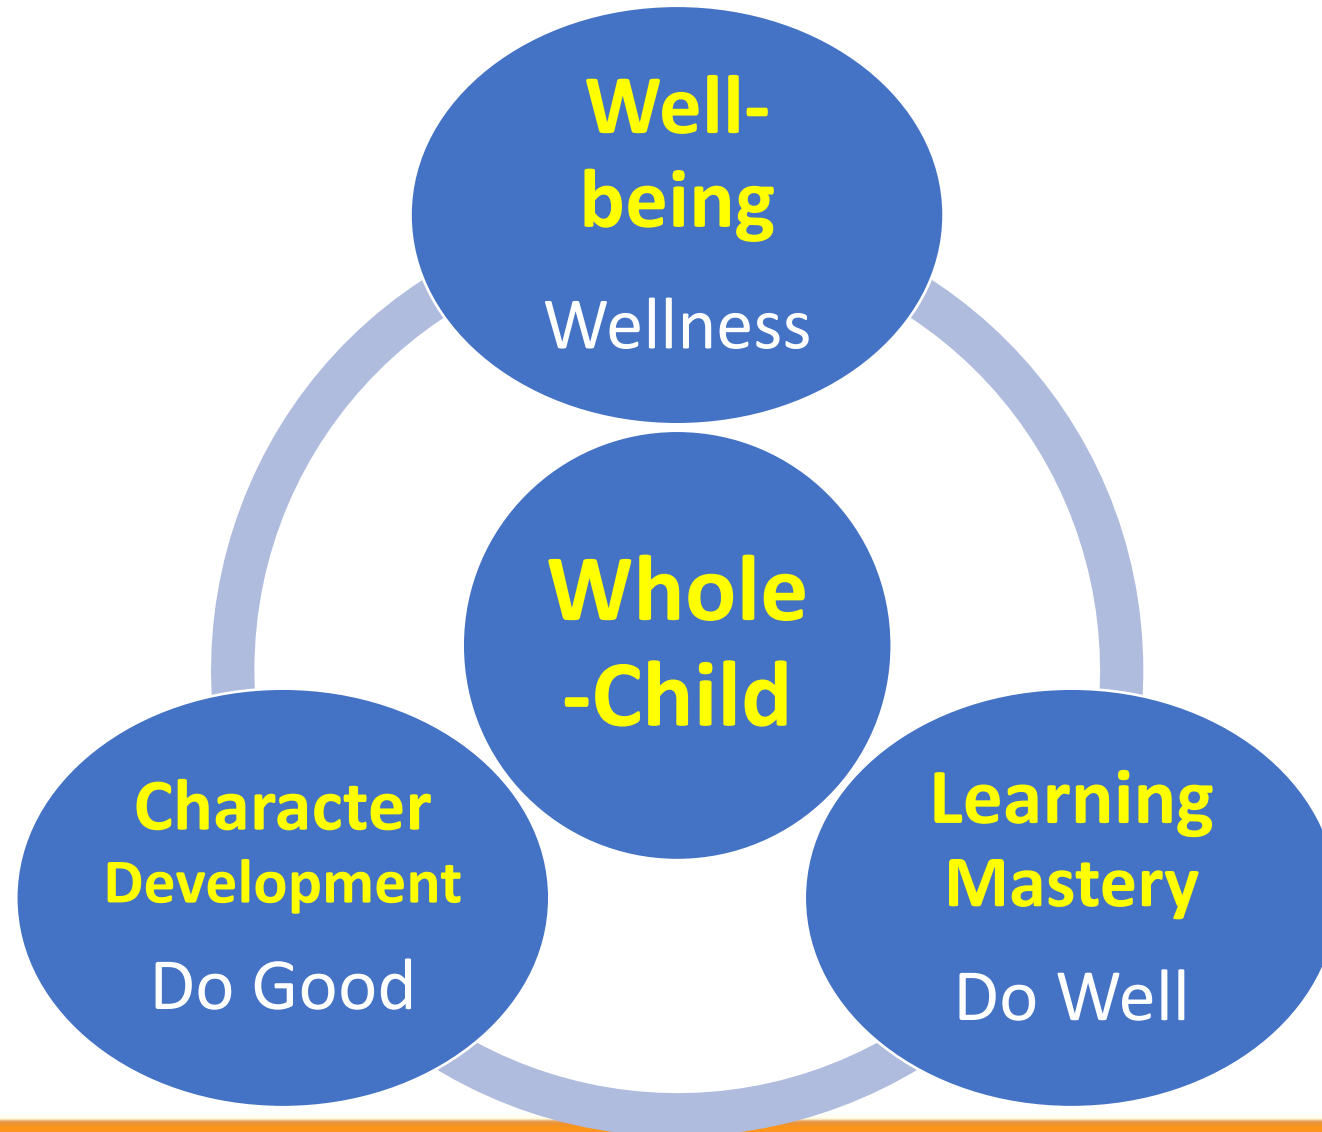 Well-
being
Wellness
Whole
-Child
Character
Development
Do Good
Learning
Mastery
Do Well